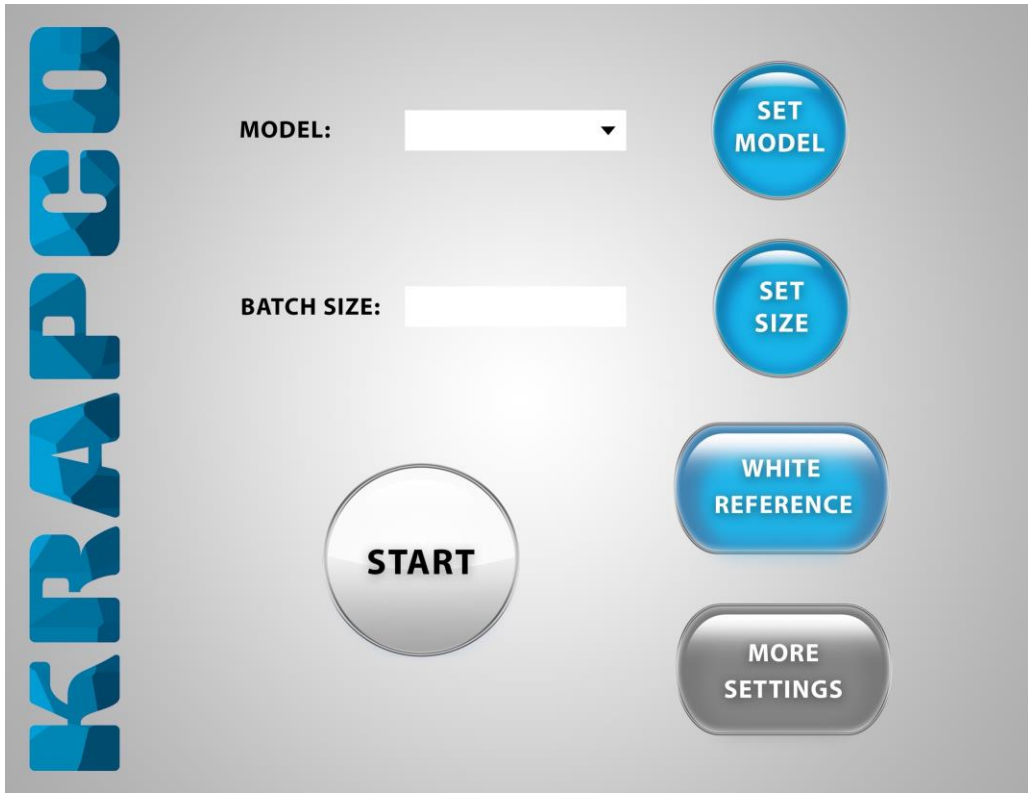 KRAPCO
MODEL:
SET
MODEL
BATCH SIZE:
SET
SIZE
WHITE
REFERENCE
START
MORE
SETTINGS